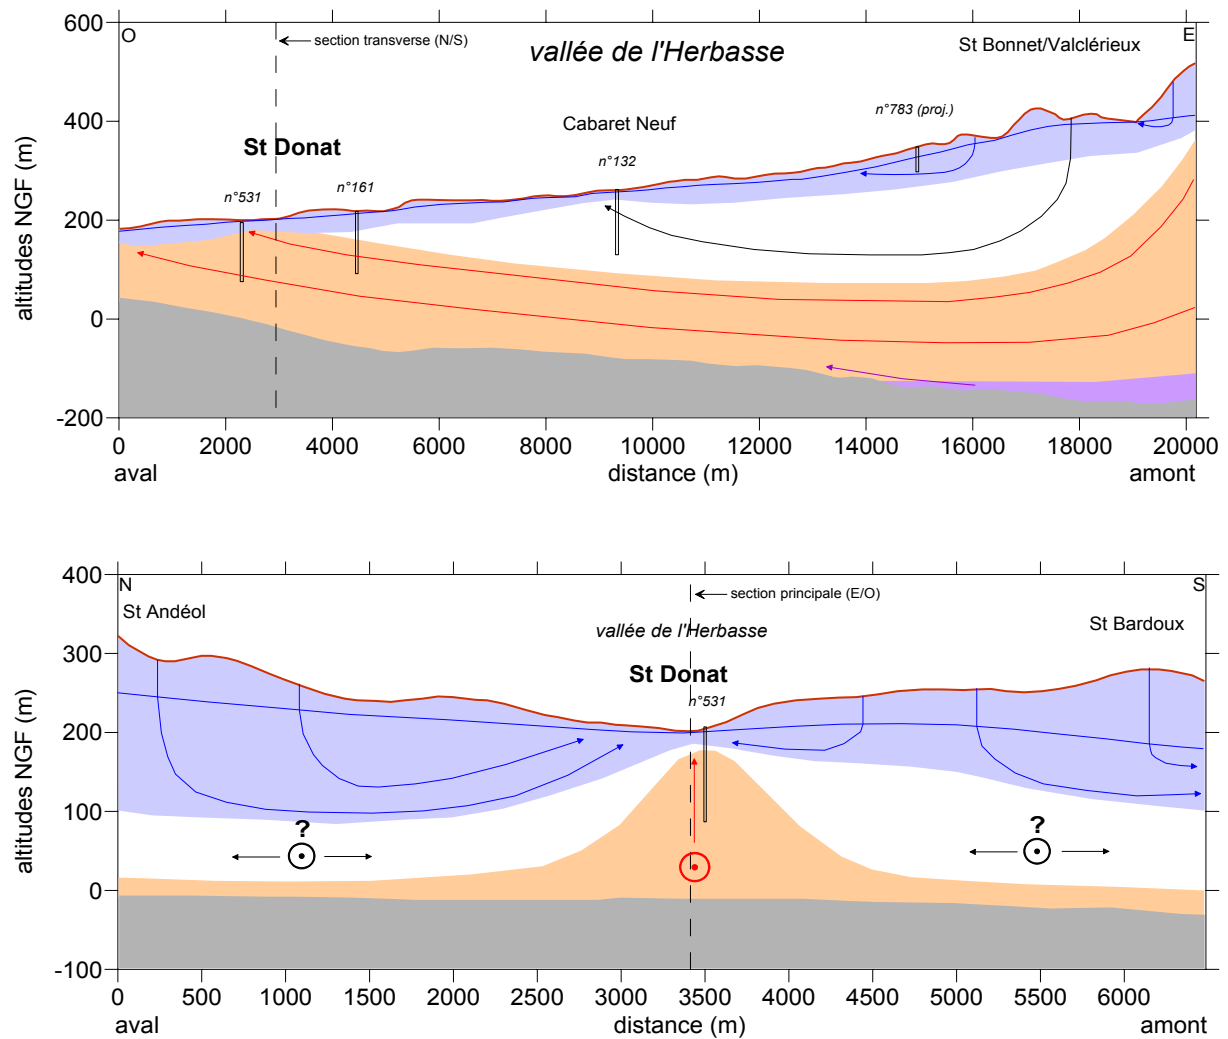 600
400
200
0
-200
altitudes NGF (m)
O
section transverse (N/S)
vallée de l'Herbasse
St Bonnet/Valclérieux
E
n°783 (proj.)
Cabaret Neuf
St Donat
n°132
n°531
n°161
0 2000 4000 6000 8000 10000 12000 14000 16000 18000 20000
aval distance (m) amont
400
300
200
100
0
-100
altitudes NGF (m)
N
S
section principale (E/O)
St Andéol
St Bardoux
vallée de l'Herbasse
St Donat
n°531
?
?
0 500 1000 1500 2000 2500 3000 3500 4000 4500 5000 5500 6000
aval distance (m) amont